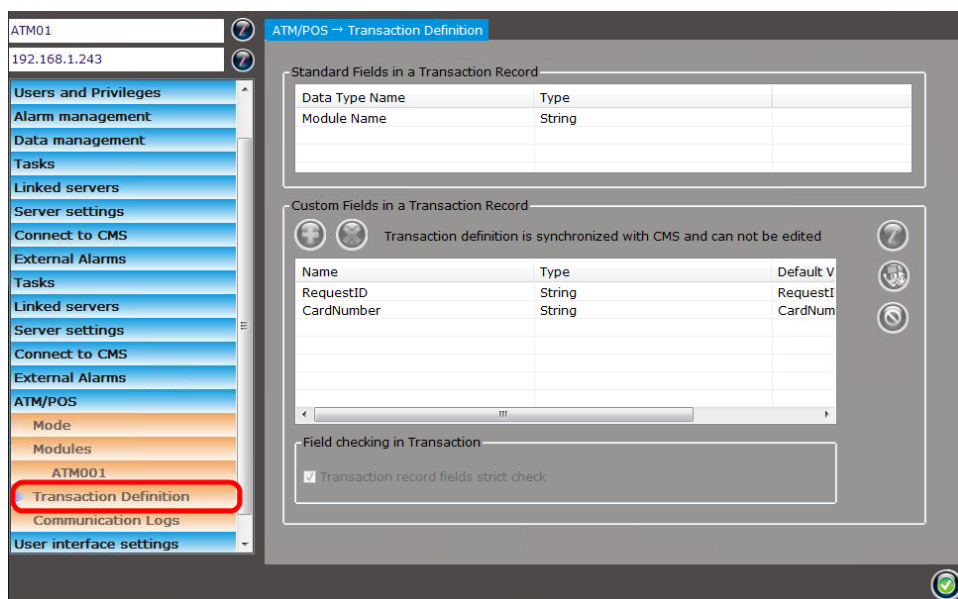 ATM01
192.168.1.243
Users and Privileges
Alarm management
Data management
Tasks
Linked servers
Server settings
Connect to CMS
External Alarms
Tasks
Linked servers
Server settings
Connect to CMS
External Alarms
ATM/POS
Mode
Modules
ATM001
Transaction Definition
Communication Logs
User interface settings
ATM/POS → Transaction Definition
Standard Fields in a Transaction Record
Data Type Name Type
Module Name String
Custom Fields in a Transaction Record
Transaction definition is synchronized with CMS and can not be edited
Name Type Default V
RequestID String RequestI
CardNumber String CardNum
Field checking in Transaction
Transaction record fields strict check